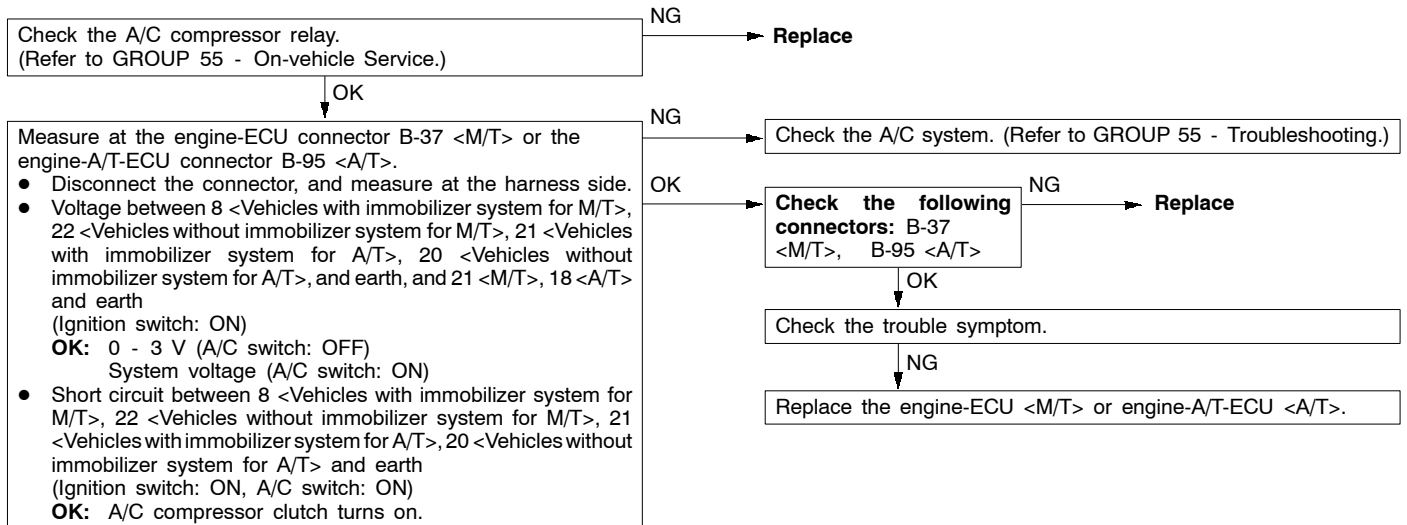 Check the A/C compressor relay.
(Refer to GROUP 55 - On-vehicle Service.)
NG
Replace
OK
Measure at the engine-ECU connector B-37 <M/T> or the
engine-A/T-ECU connector B-95 <A/T>.
● Disconnect the connector, and measure at the harness side.
● Voltage between 8 <Vehicles with immobilizer system for M/T>,
22 <Vehicles without immobilizer system for M/T>, 21 <Vehicles
with immobilizer system for A/T>, 20 <Vehicles without
immobilizer system for A/T>, and earth, and 21 <M/T>, 18 <A/T>
and earth
(Ignition switch: ON)
OK: 0 - 3 V (A/C switch: OFF)
System voltage (A/C switch: ON)
● Short circuit between 8 <Vehicles with immobilizer system for
M/T>, 22 <Vehicles without immobilizer system for M/T>, 21
<Vehicles with immobilizer system for A/T>, 20 <Vehicles without
immobilizer system for A/T> and earth
(Ignition switch: ON, A/C switch: ON)
OK: A/C compressor clutch turns on.
NG
Check the A/C system. (Refer to GROUP 55 - Troubleshooting.)
OK
Check the following
connectors: B-37
<M/T>, B-95 <A/T>
NG
Replace
OK
Check the trouble symptom.
NG
Replace the engine-ECU <M/T> or engine-A/T-ECU <A/T>.